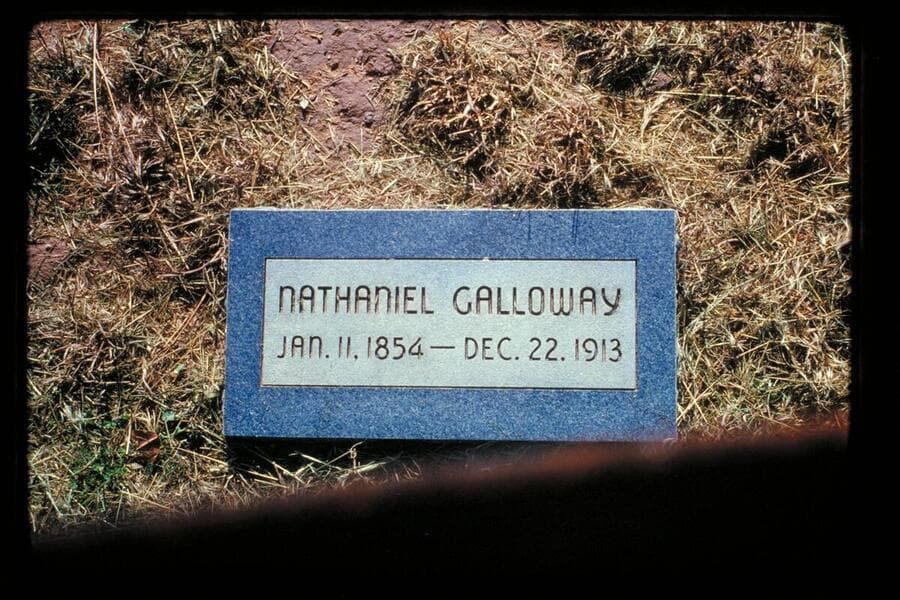 NATHANIEL GALLOWAY
JAN. 11, 1854 — DEC. 22. 1913